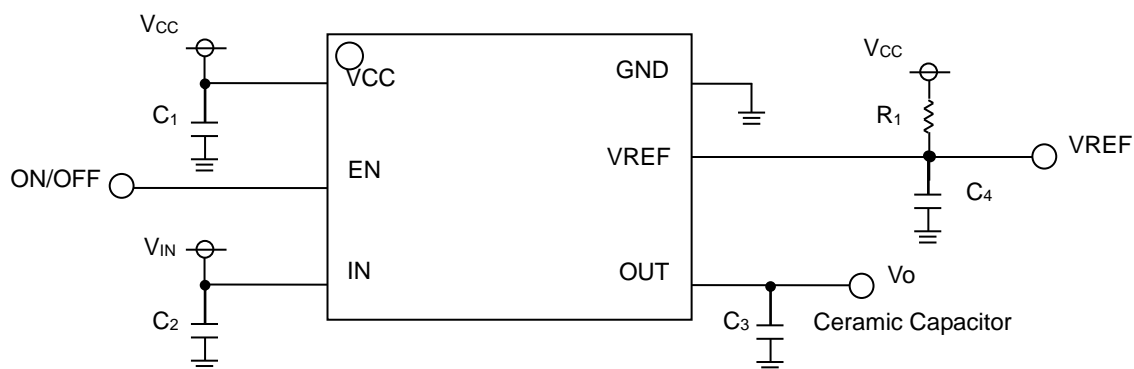 VCC
VCC
GND
VCC
C1
R1
VREF
VREF
ON/OFF
EN
C4
VIN
IN
OUT
Vo
C2
C3
Ceramic Capacitor